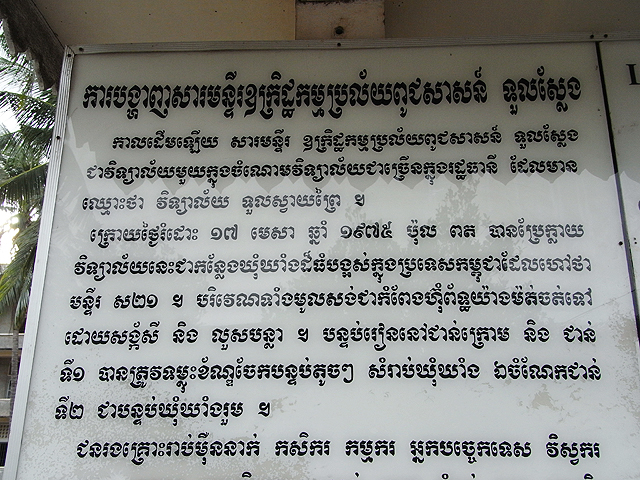 ការបង្ហាញសារមន្ទីរឧក្រិដ្ឋកម្មប្រល័យពូជសាសន៍ ទួលស្លែង
កាលដើមឡើយ សារមន្ទីរ ឧក្រិដ្ឋកម្មប្រល័យពូជសាសន៍ ទួលស្លែង
ជាវិទ្យាល័យមួយក្នុងចំណោមវិទ្យាល័យជាច្រើនក្នុងរដ្ឋធានី ដែលមាន
ឈ្មោះថា វិទ្យាល័យ ទួលស្វាយព្រៃ ។
ក្រោយថ្ងៃរំដោះ ១៧ មេសា ឆ្នាំ ១៩៧៥ ប៉ុល ពត បានប្រែក្លាយ
វិទ្យាល័យនេះជាកន្លែងឃុំឃាំងដ៏ធំបង្អស់ក្នុងប្រទេសកម្ពុជាដែលហៅថា
មន្ទីរ ស២១ ។ បរិវេណទាំងមូលសង់ជាកំពែងហ៊ុំព័ទ្ធយ៉ាងម៉ត់ចត់ទៅ
ដោយសង្ក័សី និង លួសបន្លា ។ បន្ទប់រៀននៅជាន់ក្រោម និង ជាន់
ទី១ បានត្រូវទម្លុះខ័ណ្ឌចែកបន្ទប់តូចៗ សំរាប់ឃុំឃាំង ឯចំណែកជាន់
ទី២ ជាបន្ទប់ឃុំឃាំងរួម ។
ជនរងគ្រោះរាប់ម៉ឺននាក់ កសិករ កម្មករ អ្នកបច្ចេកទេស វិស្វករ